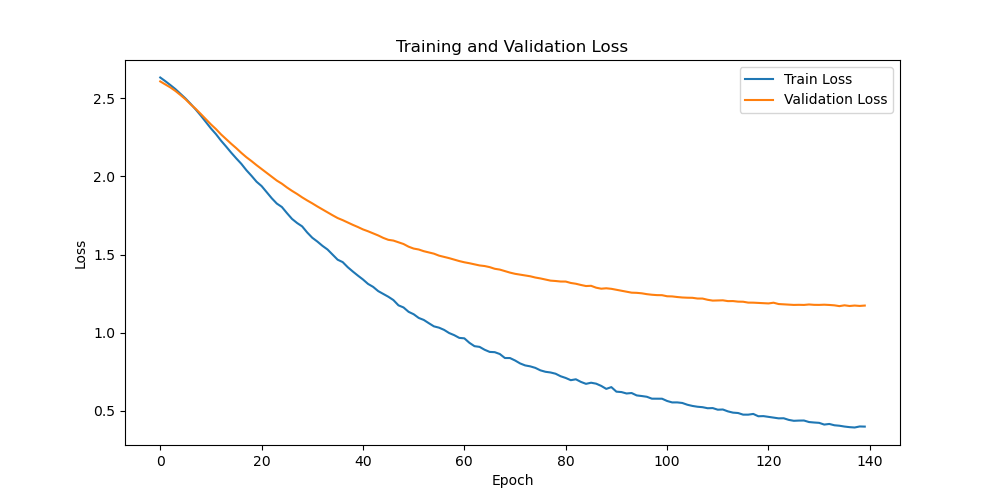 Training and Validation Loss
Train Loss
Validation Loss
2.5
2.0
1.5
1.0
0.5
Loss
0 20 40 60 80 100 120 140
Epoch